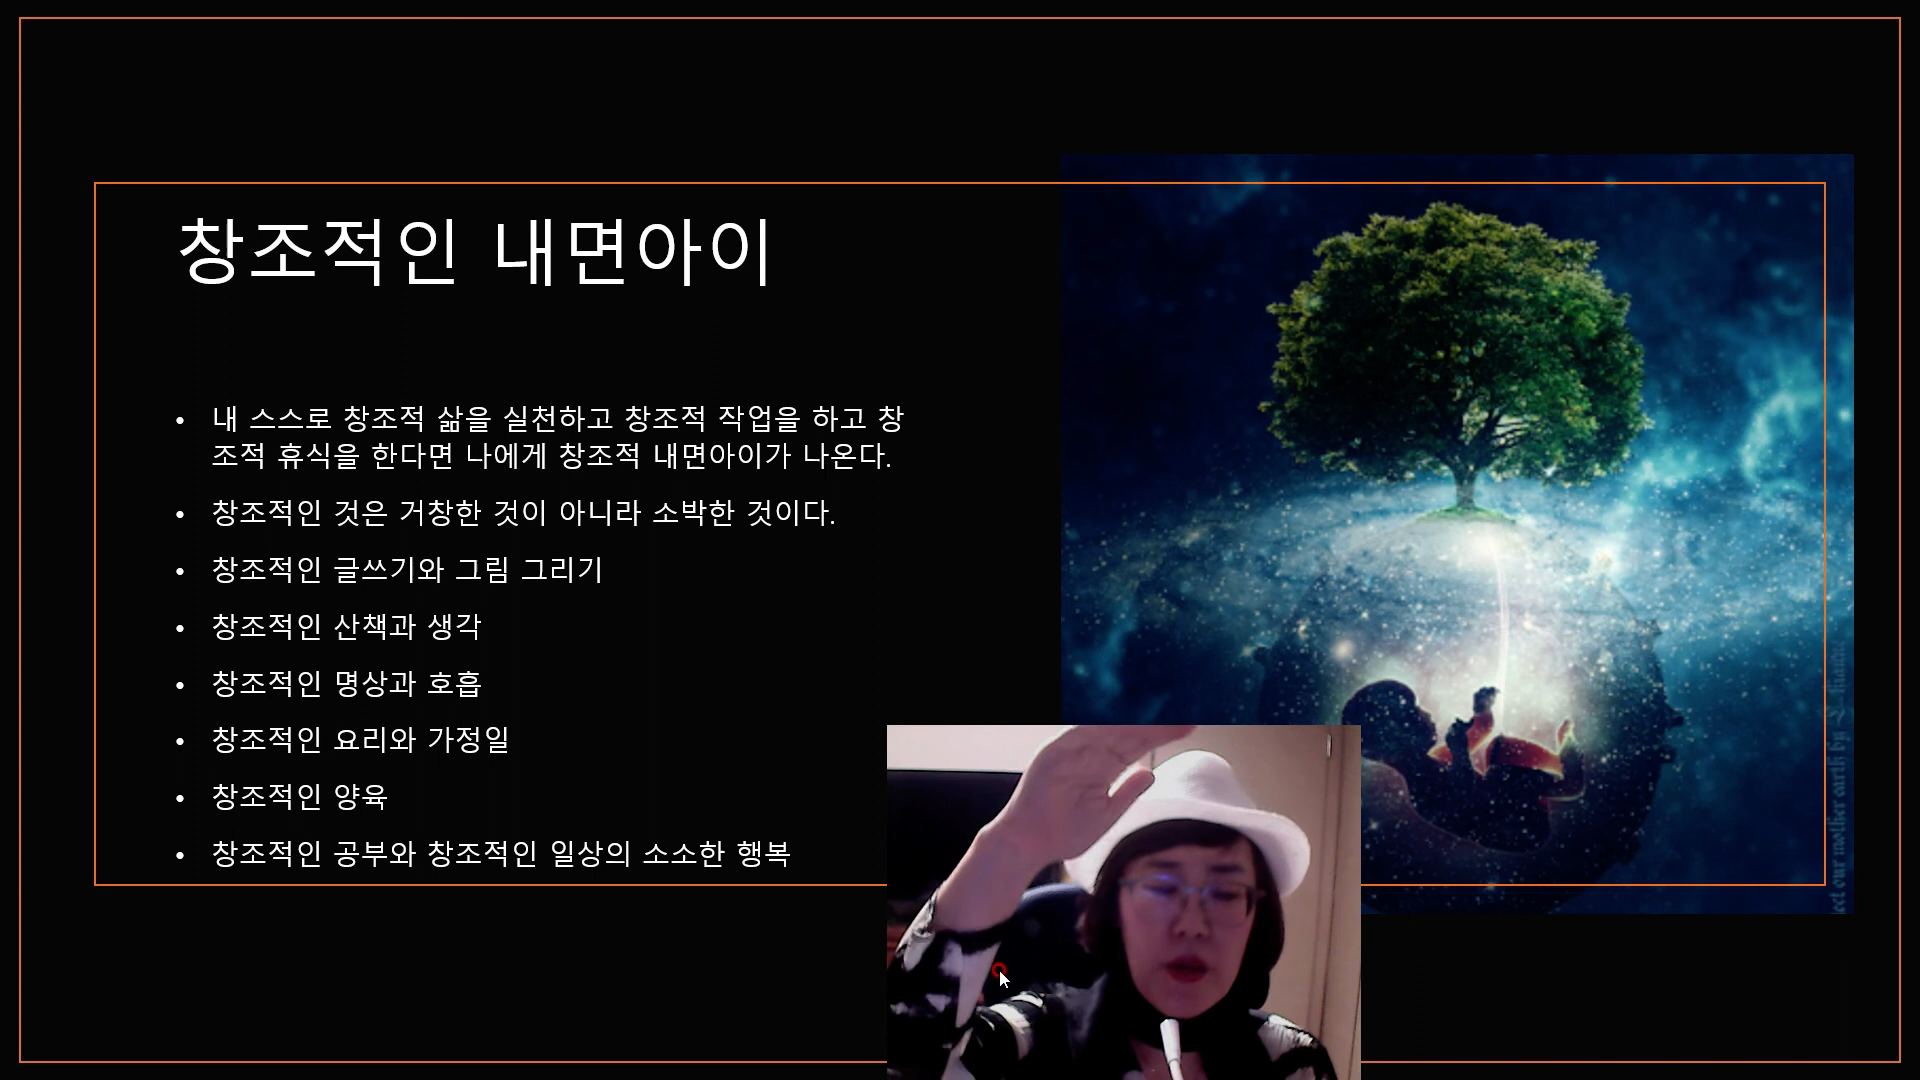 창조적인 내면아이
• 내 스스로 창조적 삶을 실천하고 창조적 작업을 하고 창
조적 휴식을 한다면 나에게 창조적 내면아이가 나온다.
• 창조적인 것은 거창한 것이 아니라 소박한 것이다.
• 창조적인 글쓰기와 그림 그리기
• 창조적인 산책과 생각
• 창조적인 명상과 호흡
• 창조적인 요리와 가정일
• 창조적인 양육
• 창조적인 공부와 창조적인 일상의 소소한 행복
our mother earth by